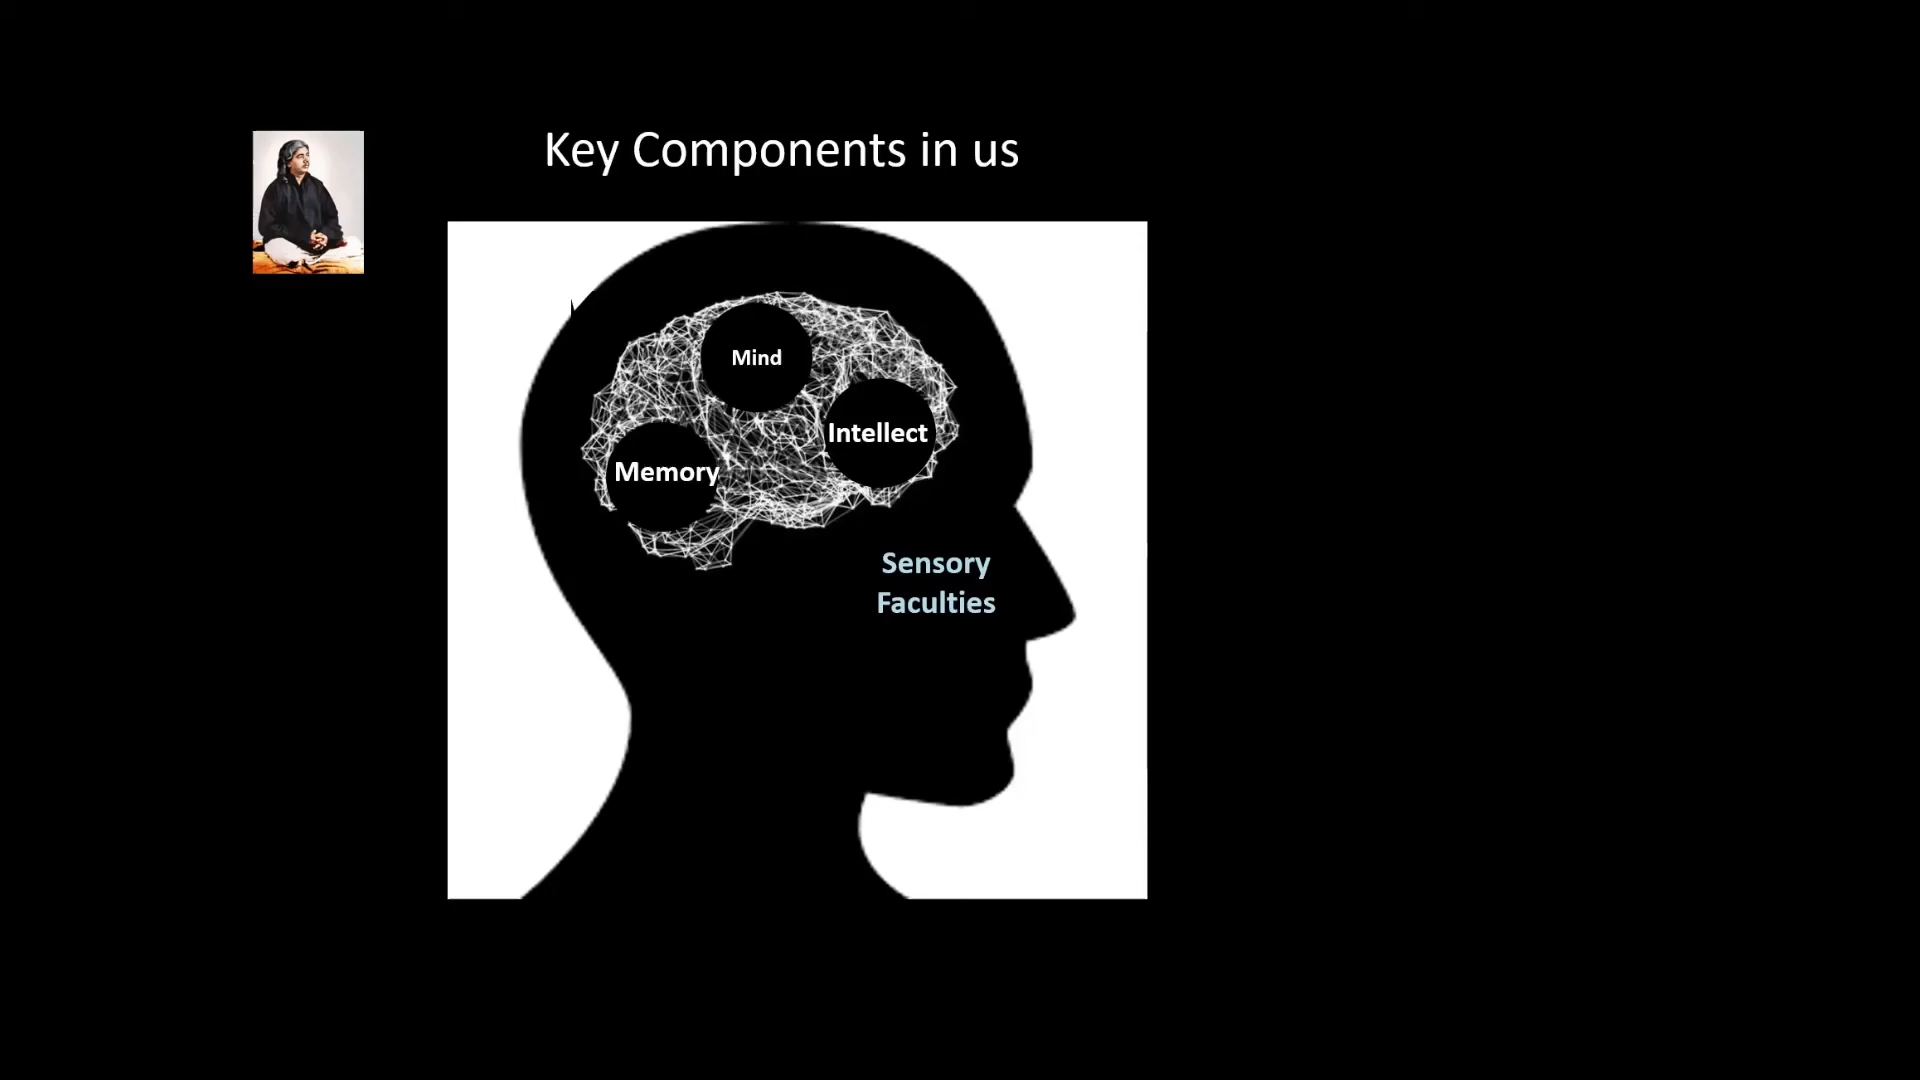 Key Components in us
Mind
Intellect
Memory
Sensory
Faculties